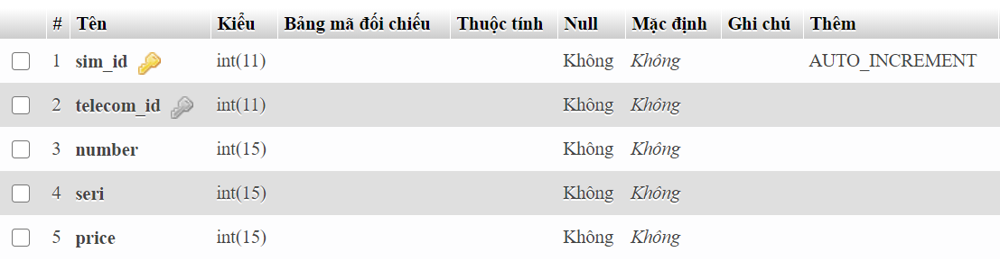 # Tên Kiểu Bảng mã đối chiếu Thuộc tính Null Mặc định Ghi chú Thêm
1 sim_id int(11) Không Không AUTO_INCREMENT
2 telecom_id int(11) Không Không
3 number int(15) Không Không
4 seri int(15) Không Không
5 price int(15) Không Không